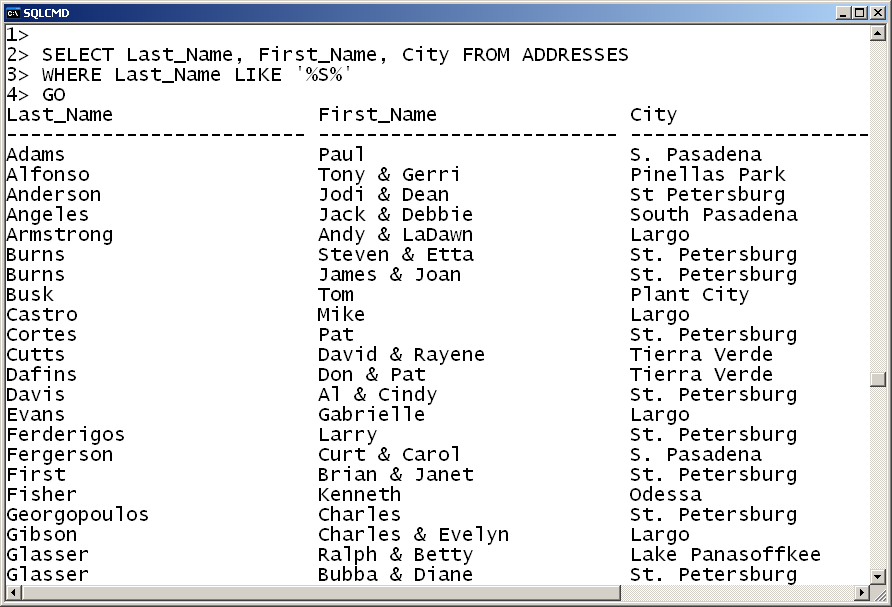 SQLCMD
1>
2> SELECT Last_Name, First_Name, City FROM ADDRESSES
3> WHERE Last_Name LIKE '%S%'
4> GO
Last_Name First_Name City
------------------------- ------------------------- --------------------
Adams Paul S. Pasadena
Alfonso Tony & Gerri Pinellas Park
Anderson Jodi & Dean St Petersburg
Angeles Jack & Debbie South Pasadena
Armstrong Andy & LaDawn Largo
Burns Steven & Etta St. Petersburg
Burns James & Joan St. Petersburg
Busk Tom Plant City
Castro Mike Largo
Cortes Pat St. Petersburg
Cutts David & Rayene Tierra Verde
Dafins Don & Pat Tierra Verde
Davis Al & Cindy St. Petersburg
Evans Gabrielle Largo
Ferderigos Larry St. Petersburg
Fergerson Curt & Carol S. Pasadena
First Brian & Janet St. Petersburg
Fisher Kenneth Odessa
Georgopoulos Charles St. Petersburg
Gibson Charles & Evelyn Largo
Glasser Ralph & Betty Lake Panasoffkee
Glasser Bubba & Diane St. Petersburg